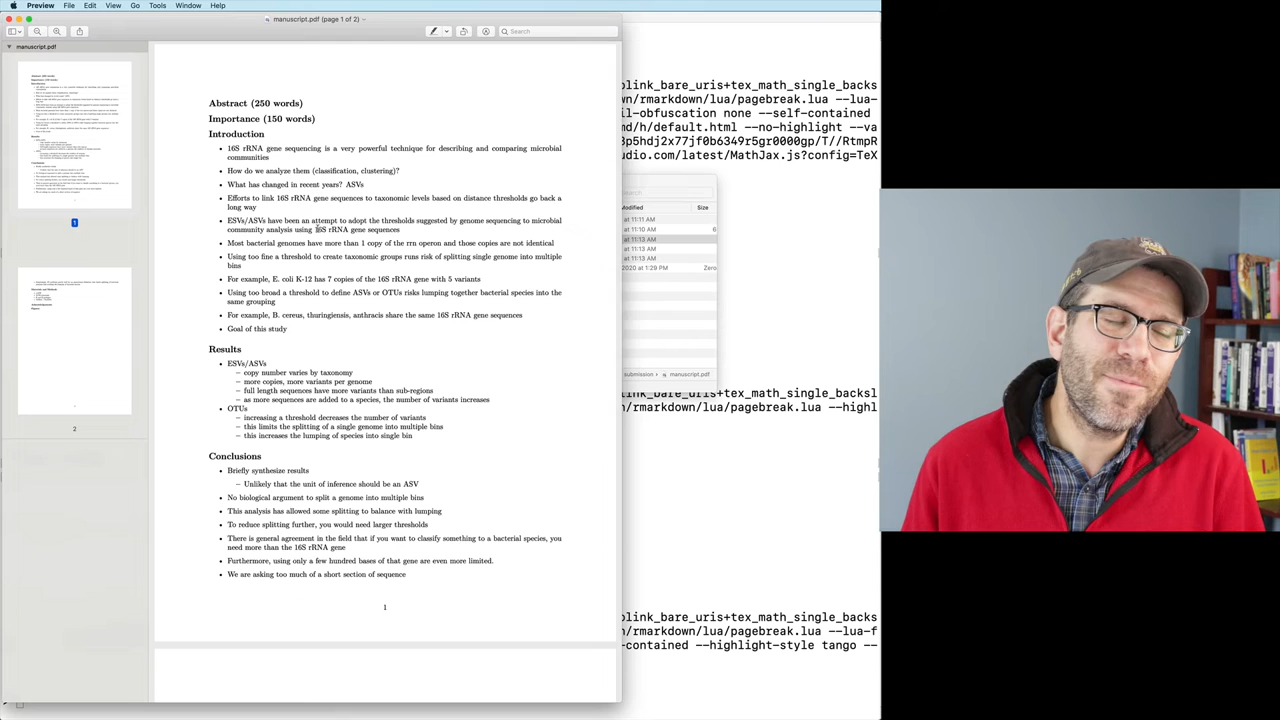 Preview File Edit View Go Tools Window Help
manuscript.pdf (page 1 of 2)
Search
manuscript.pdf
1
2
Abstract (250 words)
Importance (150 words)
Introduction
• 16S rRNA gene sequencing is a very powerful technique for describing and comparing microbial
communities
• How do we analyze them (classification, clustering)?
What has changed in recent years? ASVs
• Efforts to link 16S rRNA gene sequences to taxonomic levels based on distance thresholds go back a
long way
• ESVs/ASVs have been an attempt to adopt the thresholds suggested by genome sequencing to microbial
community analysis using 16S rRNA gene sequences
• Most bacterial genomes have more than 1 copy of the rrn operon and those copies are not identical
• Using too fine a threshold to create taxonomic groups runs risk of splitting single genome into multiple
bins
• For example, E. coli K-12 has 7 copies of the 16S rRNA gene with 5 variants
• Using too broad a threshold to define ASVs or OTUs risks lumping together bacterial species into the
same grouping
• For example, B. cereus, thuringiensis, anthracis share the same 16S rRNA gene sequences
• Goal of this study
Results
• ESVs/ASVs
– copy number varies by taxonomy
– more copies, more variants per genome
– full length sequences have more variants than sub-regions
– as more sequences are added to a species, the number of variants increases
• OTUs
– increasing a threshold decreases the number of variants
– this limits the splitting of a single genome into multiple bins
– this increases the lumping of species into single bin
Conclusions
• Briefly synthesize results
– Unlikely that the unit of inference should be an ASV
• No biological argument to split a genome into multiple bins
• This analysis has allowed some splitting to balance with lumping
• To reduce splitting further, you would need larger thresholds
• There is general agreement in the field that if you want to classify something to a bacterial species, you
need more than the 16S rRNA gene
• Furthermore, using only a few hundred bases of that gene are even more limited.
• We are asking too much of a short section of sequence
1
plink_bare_uris+tex_math_single_backs
n/rmarkdown/lua/pagebreak.lua --lua-
il-obfuscation none --self-contained
md/h/default.html --no-highlight --va
8p5hdj2x77jf0b6349r5gmgr0gq0000gp/T//RtmpR
udio.com/latest/MathJax.js?config=TeX
Modified Size
at 11:11 AM
at 11:10 AM 6
at 11:13 AM
at 11:13 AM
at 11:13 AM
2020 at 1:29 PM Zero
submission › manuscript.pdf
link_bare_uris+tex_math_single_backs
n/rmarkdown/lua/pagebreak.lua --highl
plink_bare_uris+tex_math_single_backs
n/rmarkdown/lua/pagebreak.lua --lua-f
-contained --highlight-style tango --